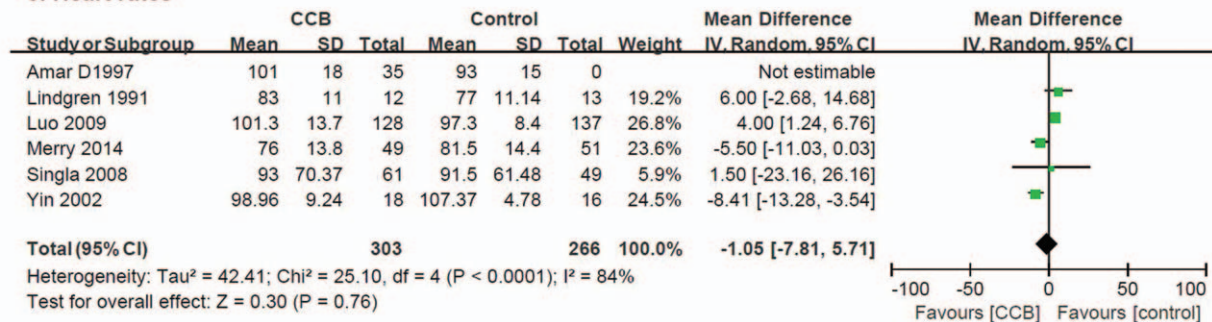 CCB Control Mean Difference Mean Difference
Study or Subgroup Mean SD Total Mean SD Total Weight IV. Random. 95% CI IV. Random. 95% CI
Amar D1997 101 18 35 93 15 0 Not estimable
Lindgren 1991 83 11 12 77 11.14 13 19.2% 6.00 [-2.68, 14.68]
Luo 2009 101.3 13.7 128 97.3 8.4 137 26.8% 4.00 [1.24, 6.76]
Merry 2014 76 13.8 49 81.5 14.4 51 23.6% -5.50 [-11.03, 0.03]
Singla 2008 93 70.37 61 91.5 61.48 49 5.9% 1.50 [-23.16, 26.16]
Yin 2002 98.96 9.24 18 107.37 4.78 16 24.5% -8.41 [-13.28, -3.54]
Total (95% CI) 303 266 100.0% -1.05 [-7.81, 5.71]
Heterogeneity: Tau² = 42.41; Chi² = 25.10, df = 4 (P < 0.0001); I² = 84%
Test for overall effect: Z = 0.30 (P = 0.76)
-100 -50 0 50 100
Favours [CCB] Favours [control]